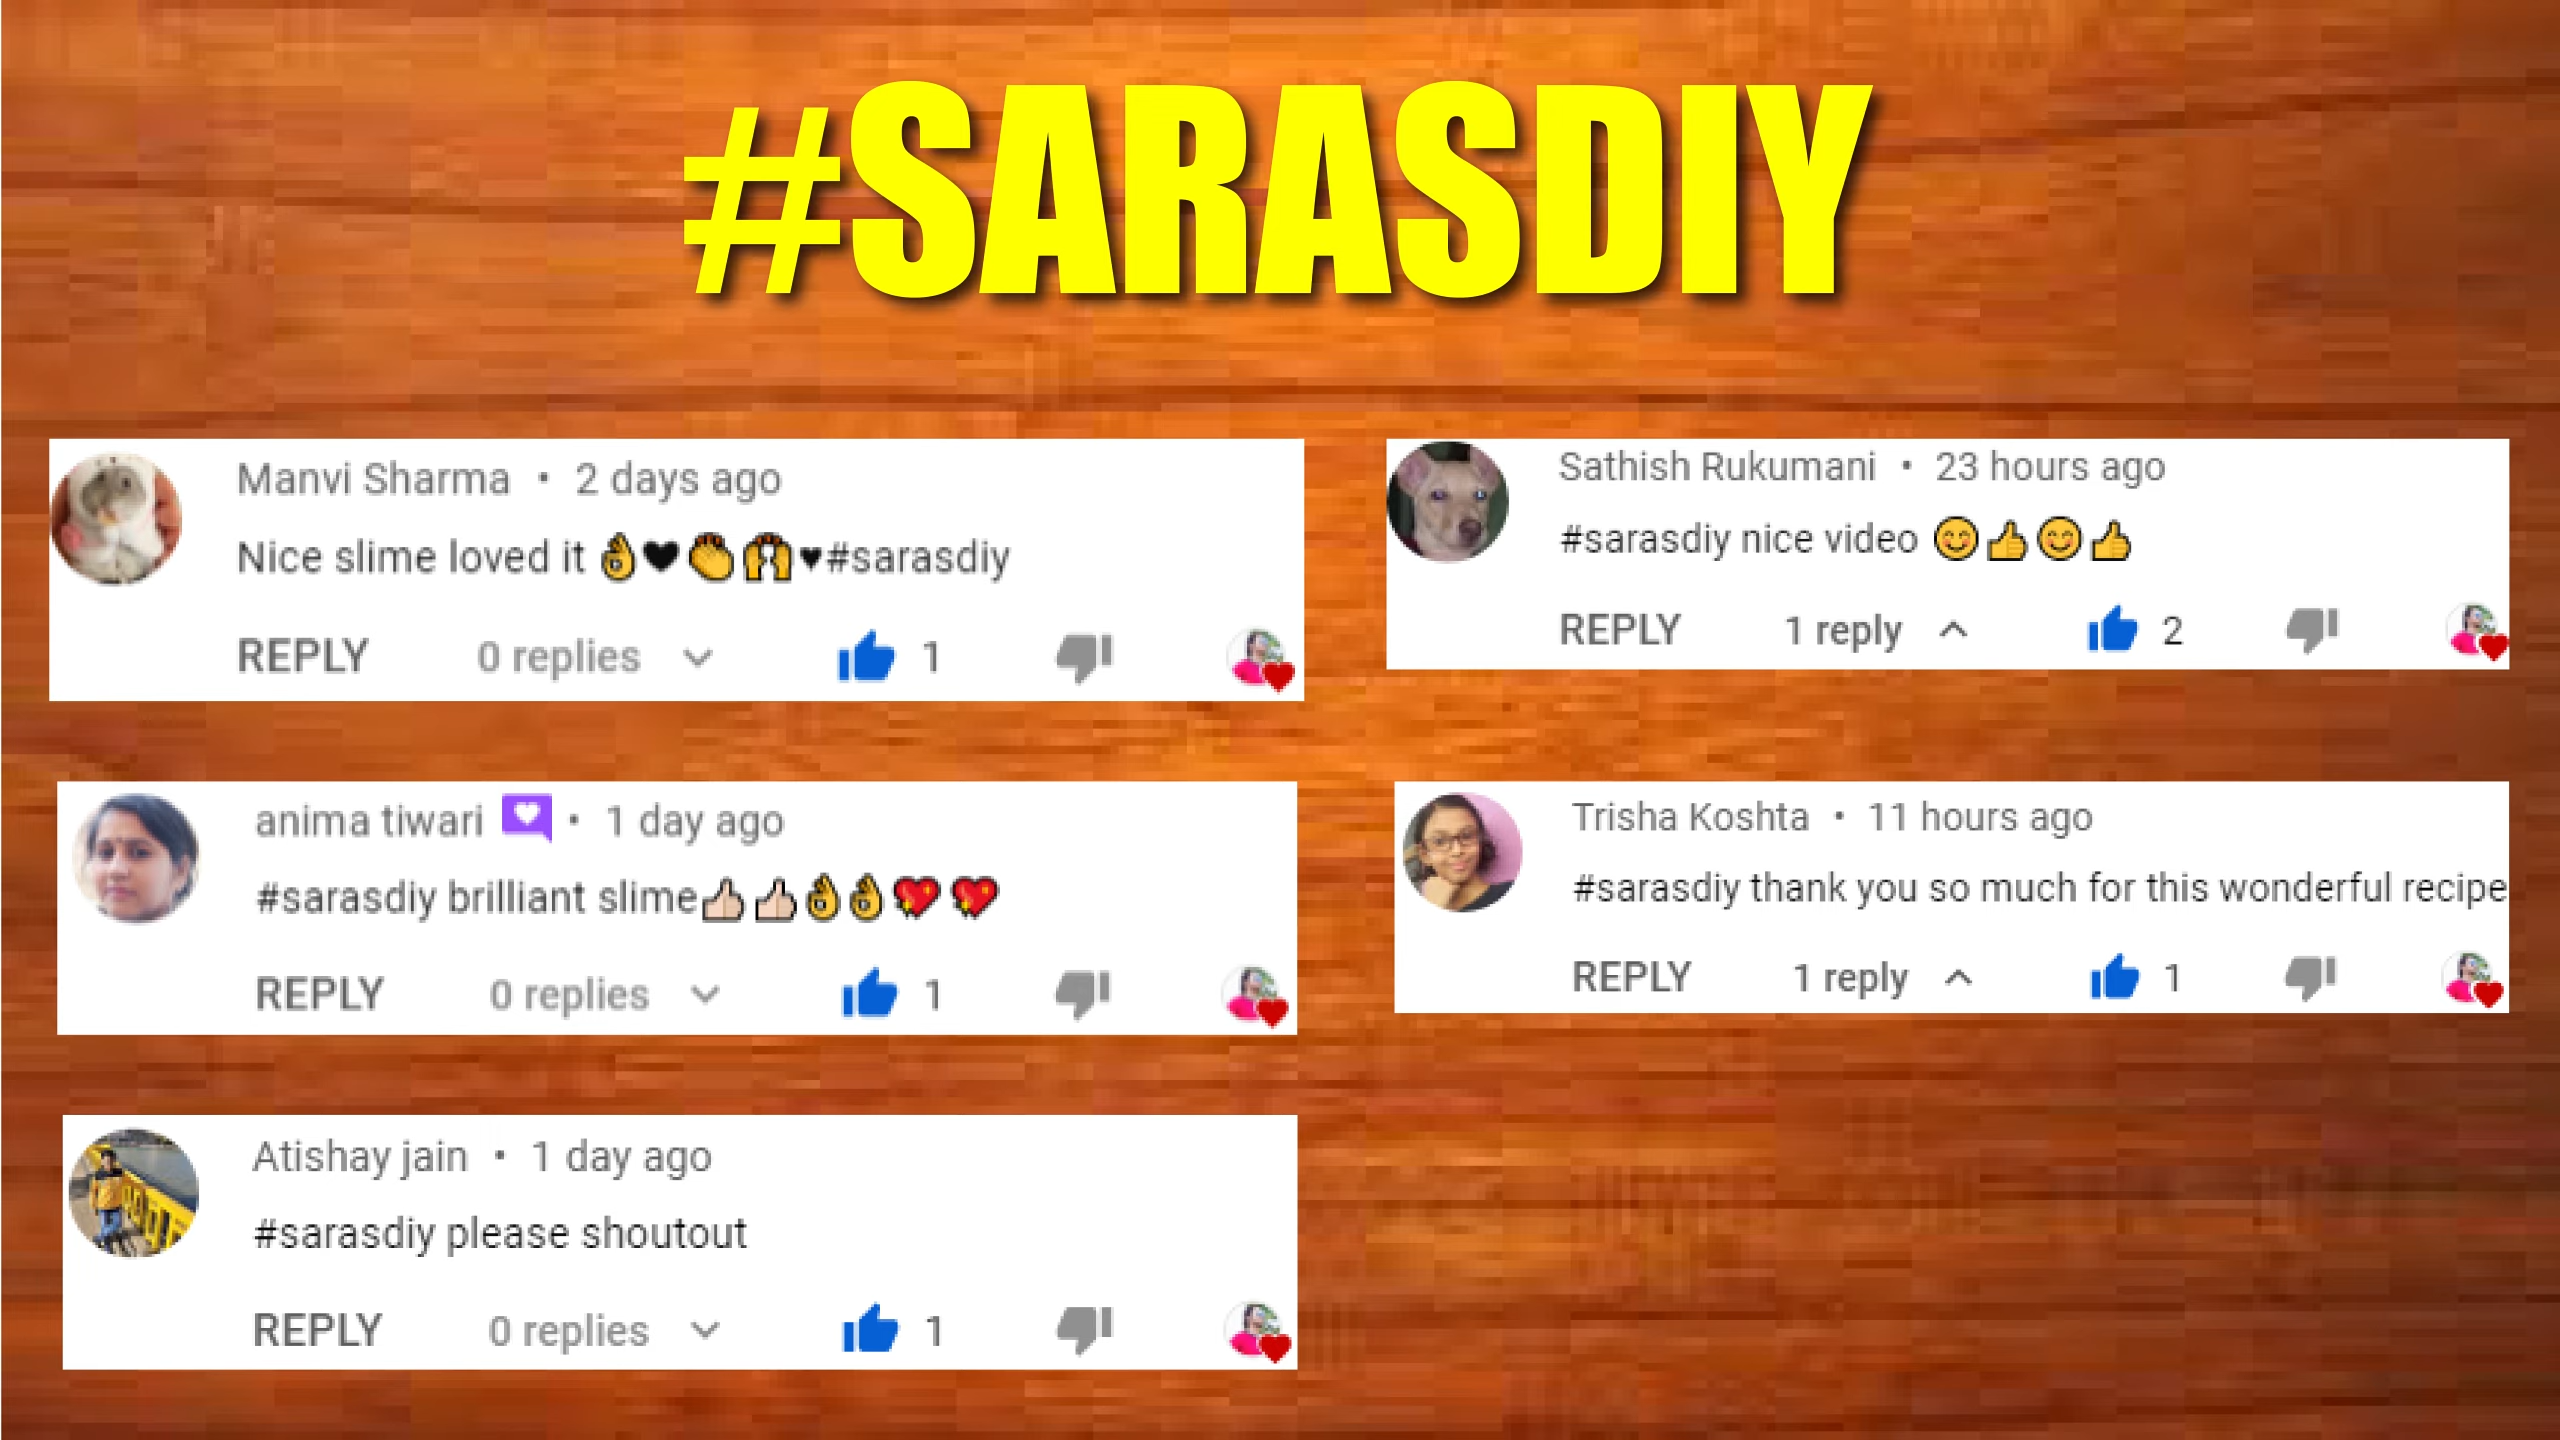 #SARASDIY
Manvi Sharma • 2 days ago
Nice slime loved it 👌🖤👏🙌♥#sarasdiy
REPLY 0 replies 1
Sathish Rukumani • 23 hours ago
#sarasdiy nice video 😊👍😊👍
REPLY 1 reply 2
anima tiwari • 1 day ago
#sarasdiy brilliant slime👍🏻👍🏻👌👌💖💖
REPLY 0 replies 1
Trisha Koshta • 11 hours ago
#sarasdiy thank you so much for this wonderful recipe
REPLY 1 reply 1
Atishay jain • 1 day ago
#sarasdiy please shoutout
REPLY 0 replies 1